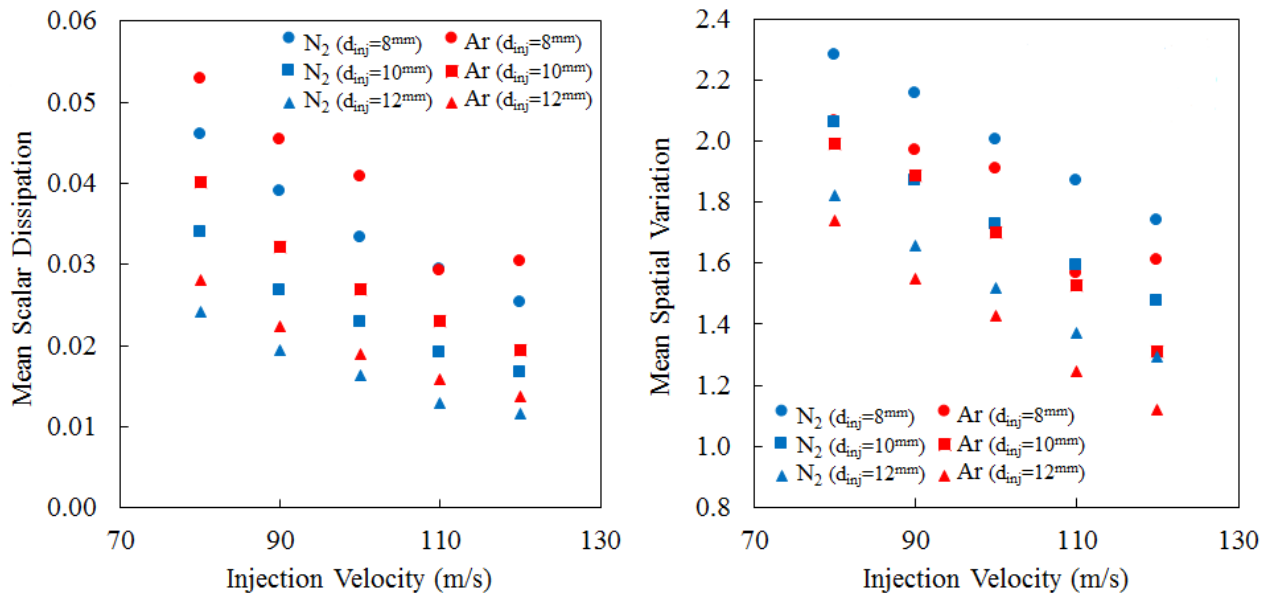 Mean Scalar Dissipation
0.06
0.05
0.04
0.03
0.02
0.01
0.00
N₂ (dᵢₙⱼ=8ᵐᵐ) Ar (dᵢₙⱼ=8ᵐᵐ)
N₂ (dᵢₙⱼ=10ᵐᵐ) Ar (dᵢₙⱼ=10ᵐᵐ)
N₂ (dᵢₙⱼ=12ᵐᵐ) Ar (dᵢₙⱼ=12ᵐᵐ)
70 90 110 130
Injection Velocity (m/s)
Mean Spatial Variation
2.4
2.2
2.0
1.8
1.6
1.4
1.2
1.0
0.8
N₂ (dᵢₙⱼ=8ᵐᵐ) Ar (dᵢₙⱼ=8ᵐᵐ)
N₂ (dᵢₙⱼ=10ᵐᵐ) Ar (dᵢₙⱼ=10ᵐᵐ)
N₂ (dᵢₙⱼ=12ᵐᵐ) Ar (dᵢₙⱼ=12ᵐᵐ)
70 90 110 130
Injection Velocity (m/s)